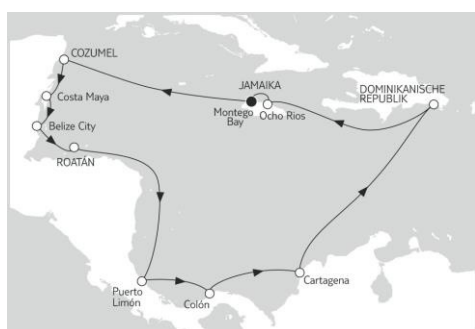 COZUMEL
JAMAIKA
DOMINIKANISCHE
REPUBLIK
Costa Maya
Montego
Bay
Ocho Rios
Belize City
ROATÁN
Puerto
Limón
Colón
Cartagena